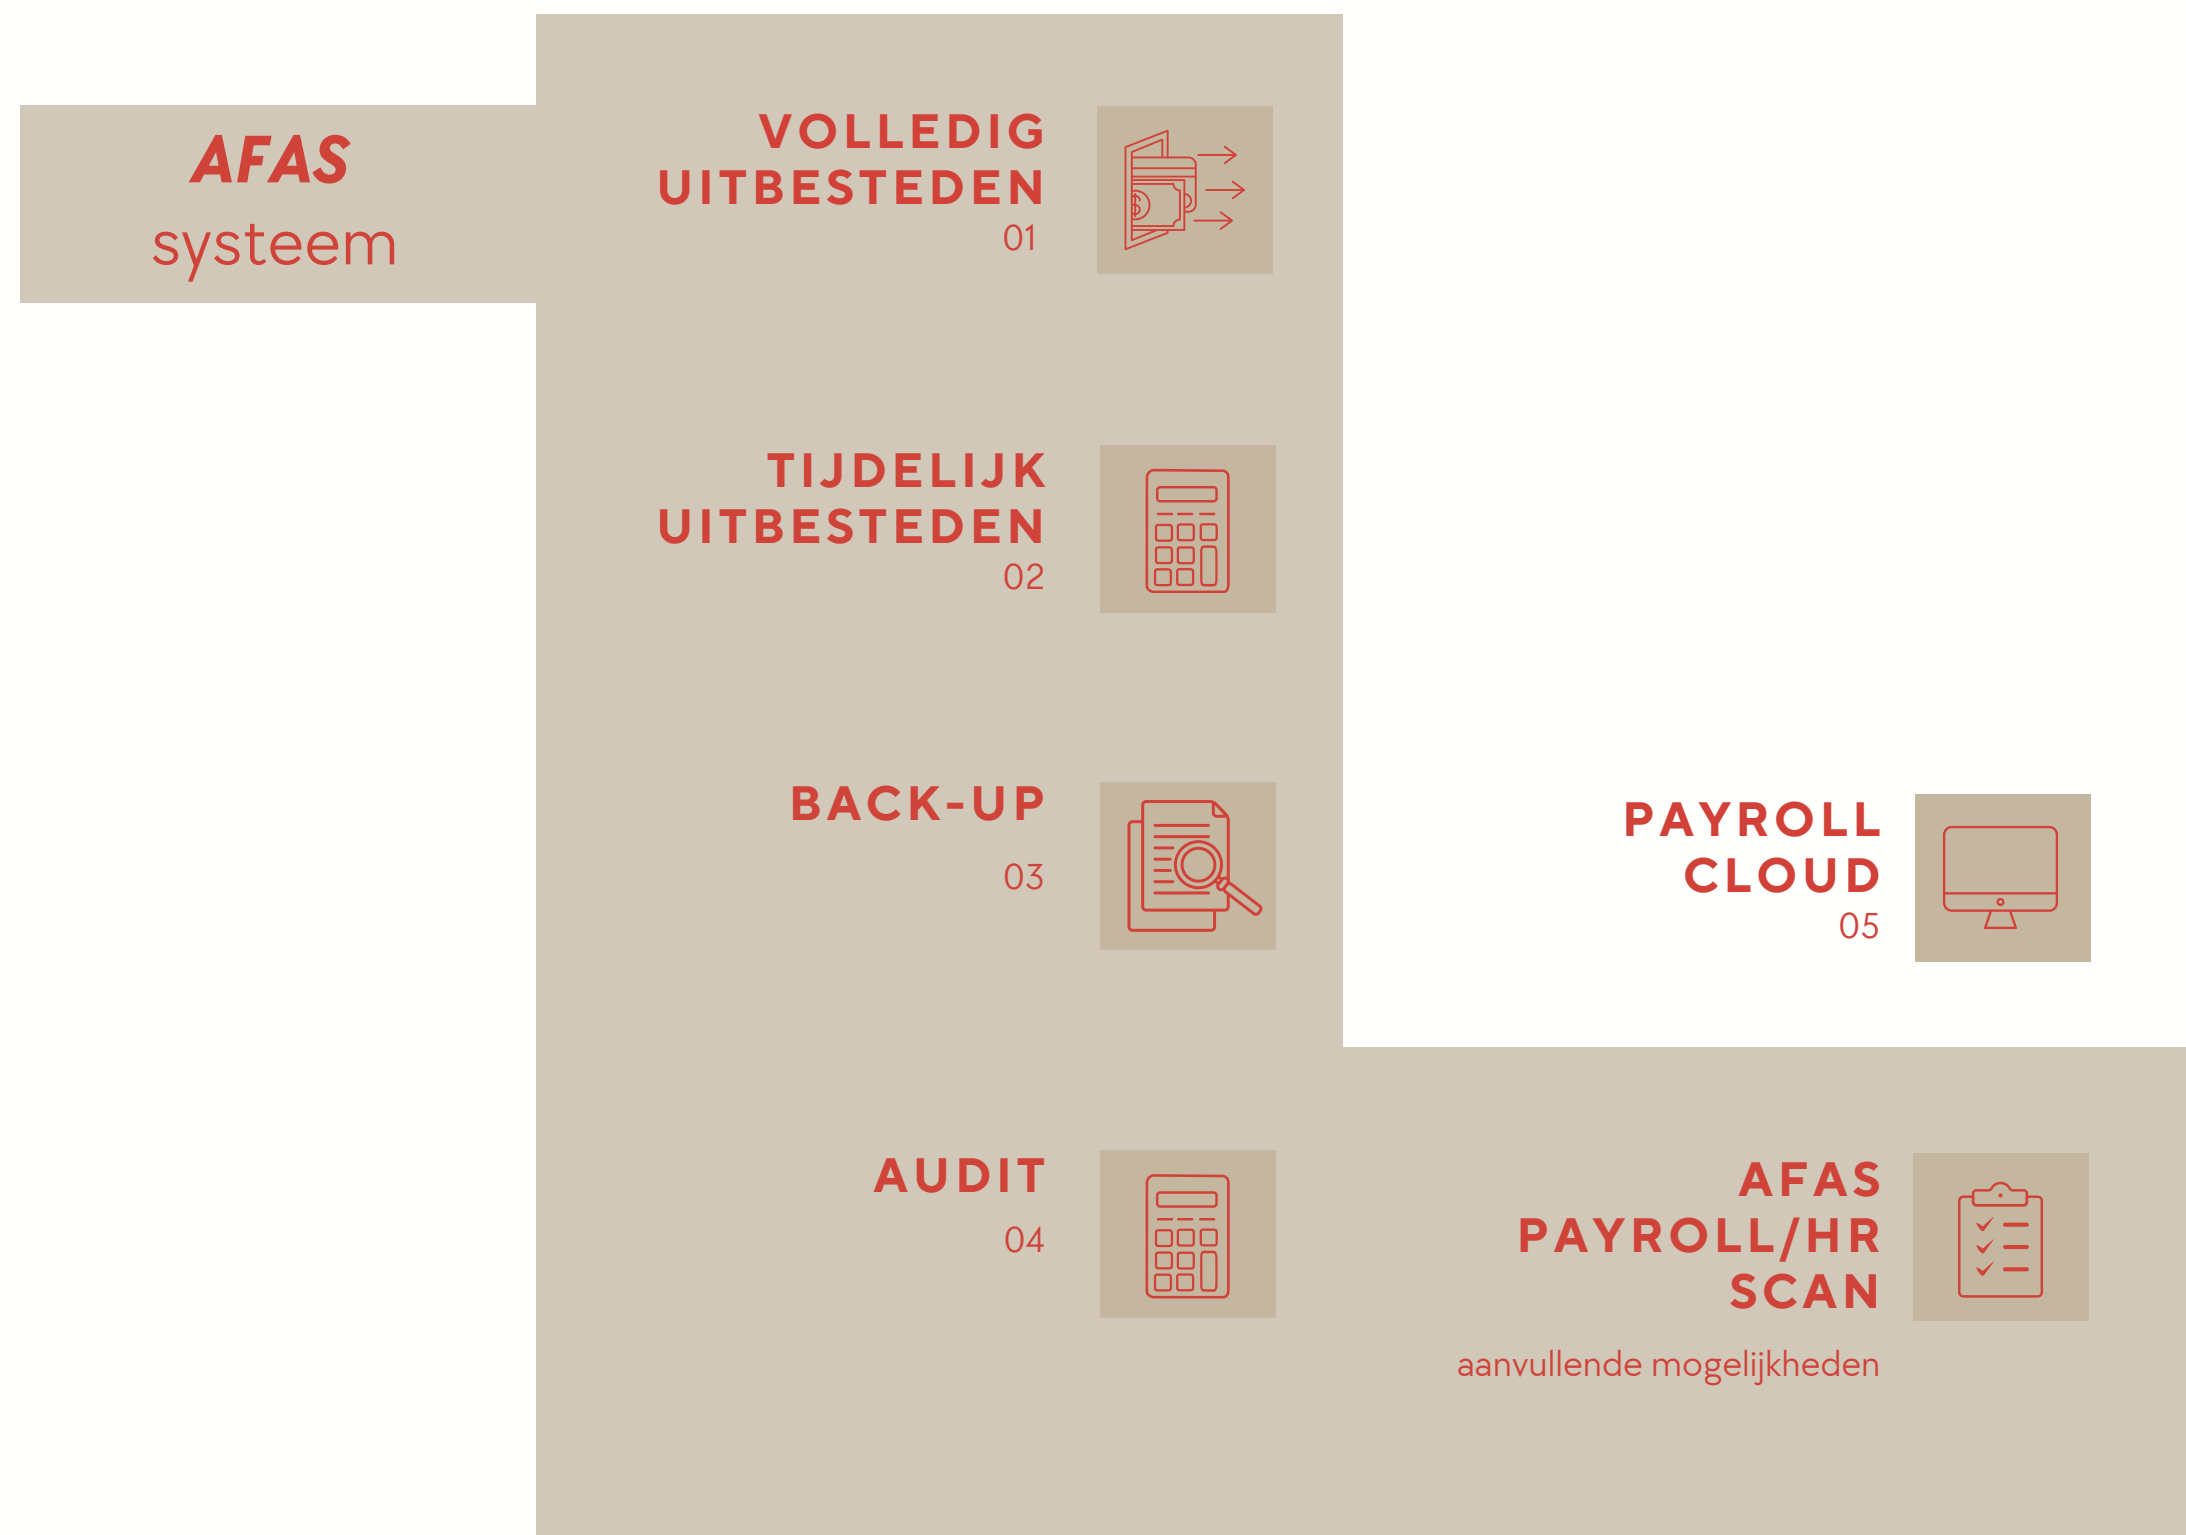 AFAS
systeem
VOLLEDIG
UITBESTEDEN
01
TIJDELIJK
UITBESTEDEN
02
BACK-UP
03
AUDIT
04
PAYROLL
CLOUD
05
AFAS
PAYROLL/HR
SCAN
aanvullende mogelijkheden